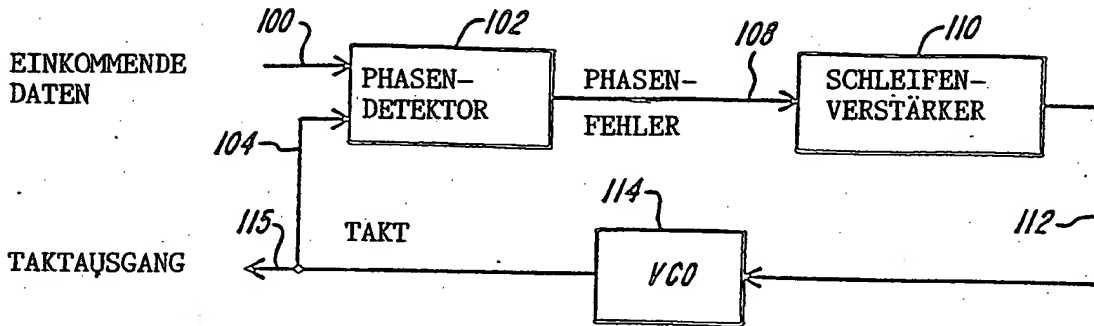 100
102
108
110
EINKOMMENDE
DATEN
PHASEN-
DETEKTOR
PHASEN-
FEHLER
SCHLEIFEN-
VERSTÄRKER
104
114
112
115
TAKT
TAKTAUSGANG
VCO